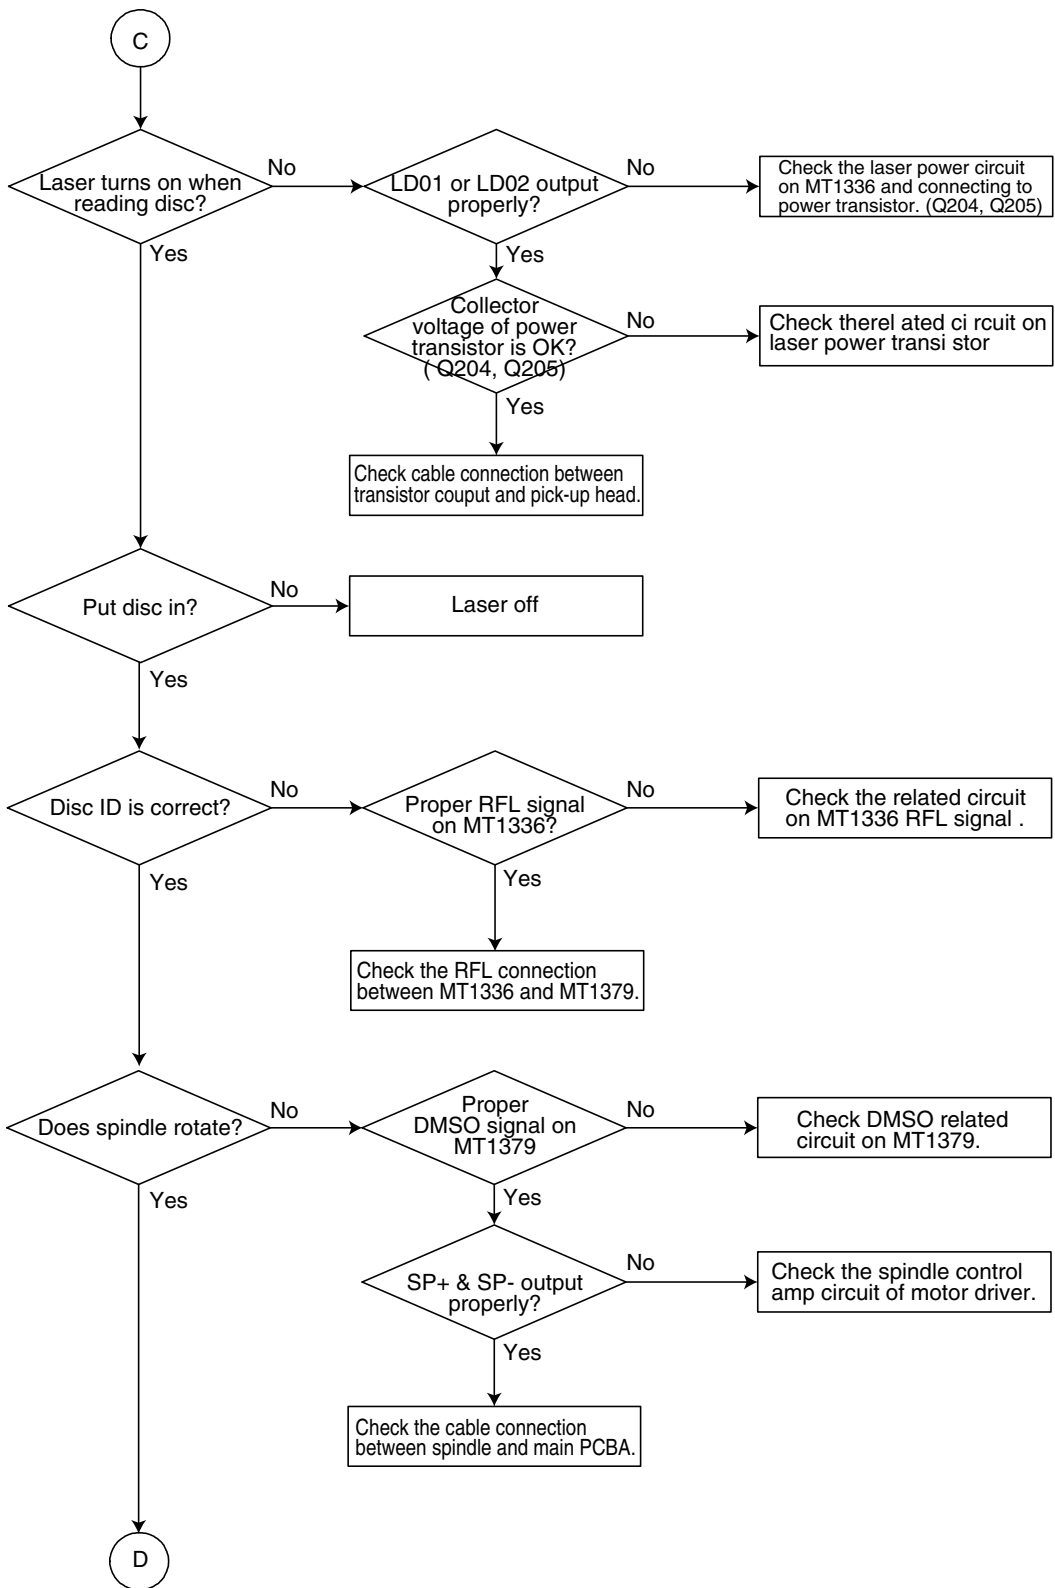 C
Laser turns on when
reading disc?
No
LD01 or LD02 output
properly?
No
Check the laser power circuit
on MT1336 and connecting to
power transistor. (Q204, Q205)
Yes
Yes
Collector
voltage of power
transistor is OK?
( Q204, Q205)
No
Check therel ated ci rcuit on
laser power transi stor
Yes
Check cable connection between
transistor couput and pick-up head.
Put disc in?
No
Laser off
Yes
Disc ID is correct?
No
Proper RFL signal
on MT1336?
No
Check the related circuit
on MT1336 RFL signal .
Yes
Yes
Check the RFL connection
between MT1336 and MT1379.
Does spindle rotate?
No
Proper
DMSO signal on
MT1379
No
Check DMSO related
circuit on MT1379.
Yes
Yes
SP+ & SP- output
properly?
No
Check the spindle control
amp circuit of motor driver.
Yes
Check the cable connection
between spindle and main PCBA.
D